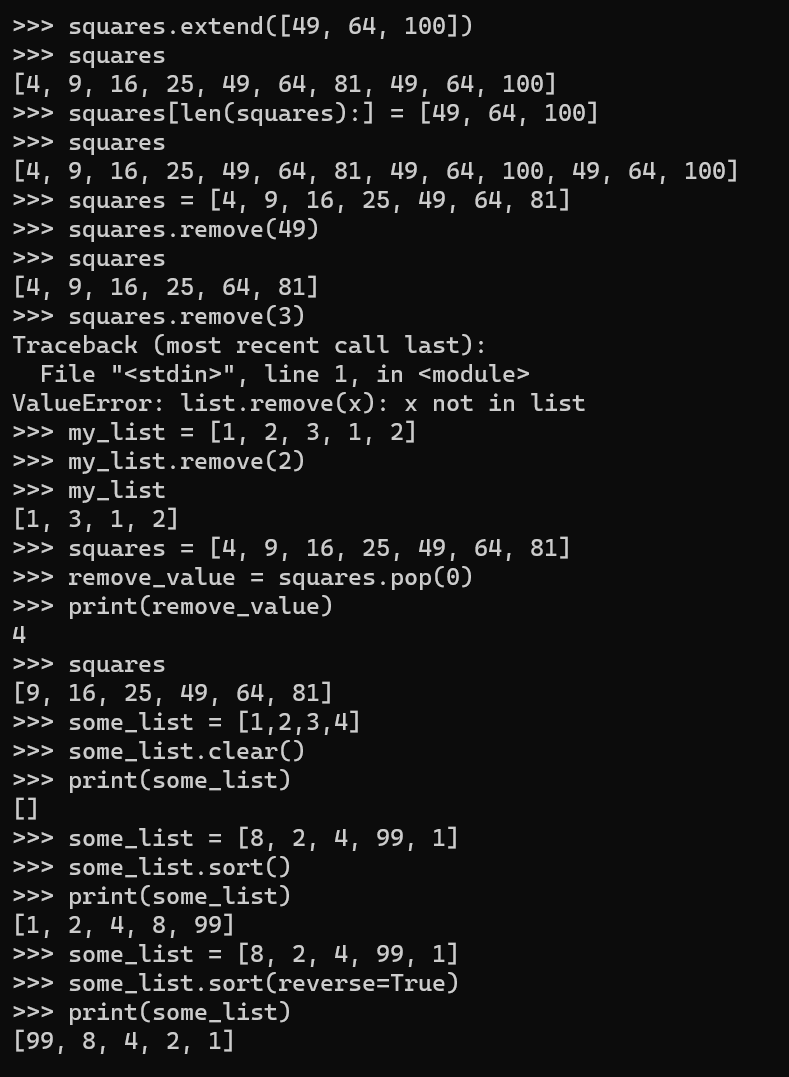 >>> squares.extend([49, 64, 100])
>>> squares
[4, 9, 16, 25, 49, 64, 81, 49, 64, 100]
>>> squares[len(squares):] = [49, 64, 100]
>>> squares
[4, 9, 16, 25, 49, 64, 81, 49, 64, 100, 49, 64, 100]
>>> squares = [4, 9, 16, 25, 49, 64, 81]
>>> squares.remove(49)
>>> squares
[4, 9, 16, 25, 64, 81]
>>> squares.remove(3)
Traceback (most recent call last):
  File "<stdin>", line 1, in <module>
ValueError: list.remove(x): x not in list
>>> my_list = [1, 2, 3, 1, 2]
>>> my_list.remove(2)
>>> my_list
[1, 3, 1, 2]
>>> squares = [4, 9, 16, 25, 49, 64, 81]
>>> remove_value = squares.pop(0)
>>> print(remove_value)
4
>>> squares
[9, 16, 25, 49, 64, 81]
>>> some_list = [1,2,3,4]
>>> some_list.clear()
>>> print(some_list)
[]
>>> some_list = [8, 2, 4, 99, 1]
>>> some_list.sort()
>>> print(some_list)
[1, 2, 4, 8, 99]
>>> some_list = [8, 2, 4, 99, 1]
>>> some_list.sort(reverse=True)
>>> print(some_list)
[99, 8, 4, 2, 1]